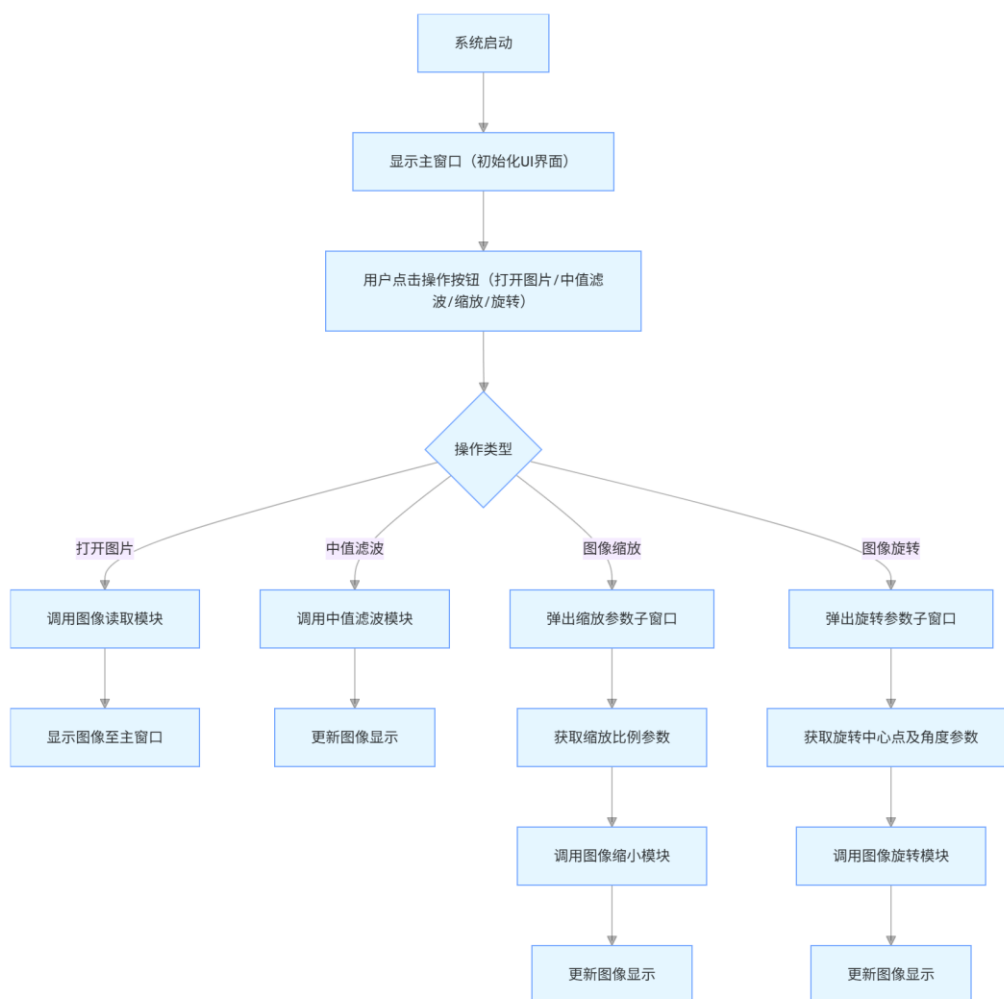 系统启动
显示主窗口（初始化UI界面）
用户点击操作按钮（打开图片/中值滤
波/缩放/旋转）
操作类型
打开图片
中值滤波
图像缩放
图像旋转
调用图像读取模块
调用中值滤波模块
弹出缩放参数子窗口
弹出旋转参数子窗口
显示图像至主窗口
更新图像显示
获取缩放比例参数
获取旋转中心点及角度参数
调用图像缩小模块
调用图像旋转模块
更新图像显示
更新图像显示